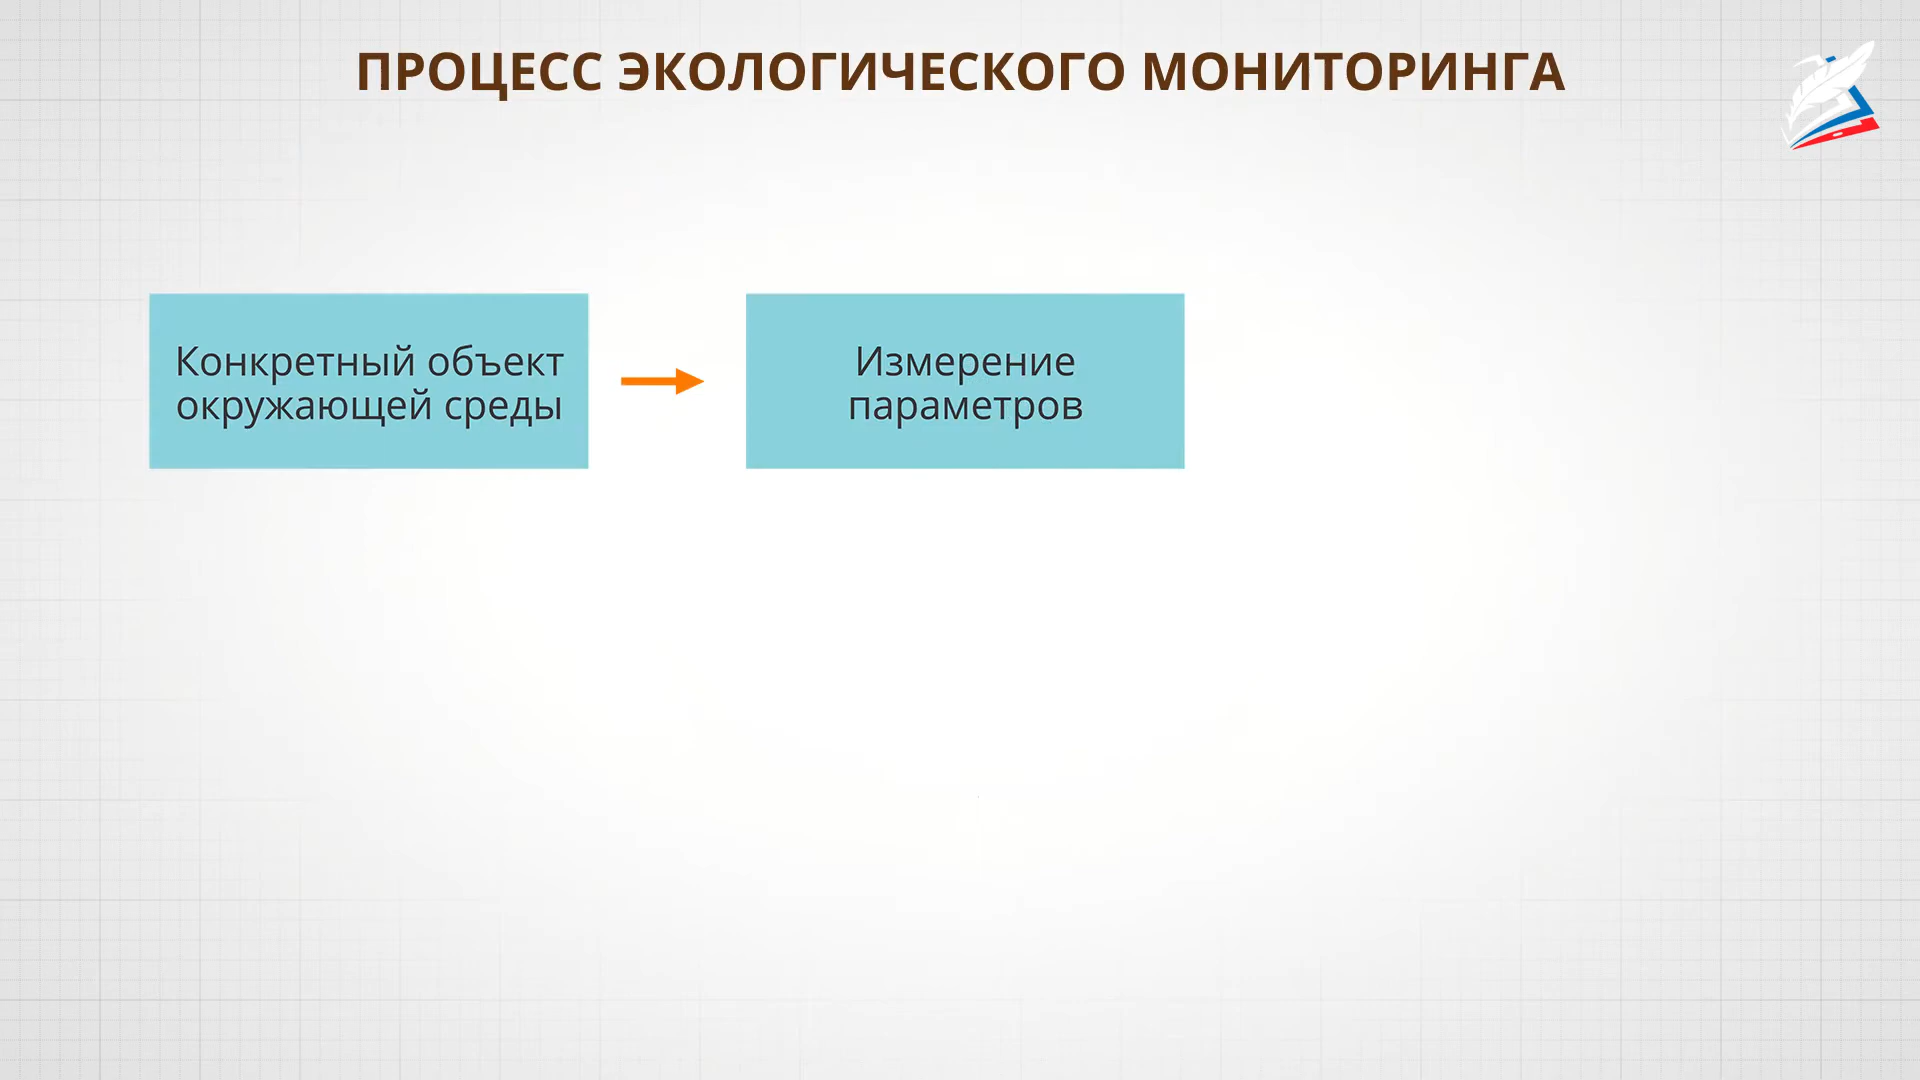 ПРОЦЕСС ЭКОЛОГИЧЕСКОГО МОНИТОРИНГА
Конкретный объект
окружающей среды
Измерение
параметров